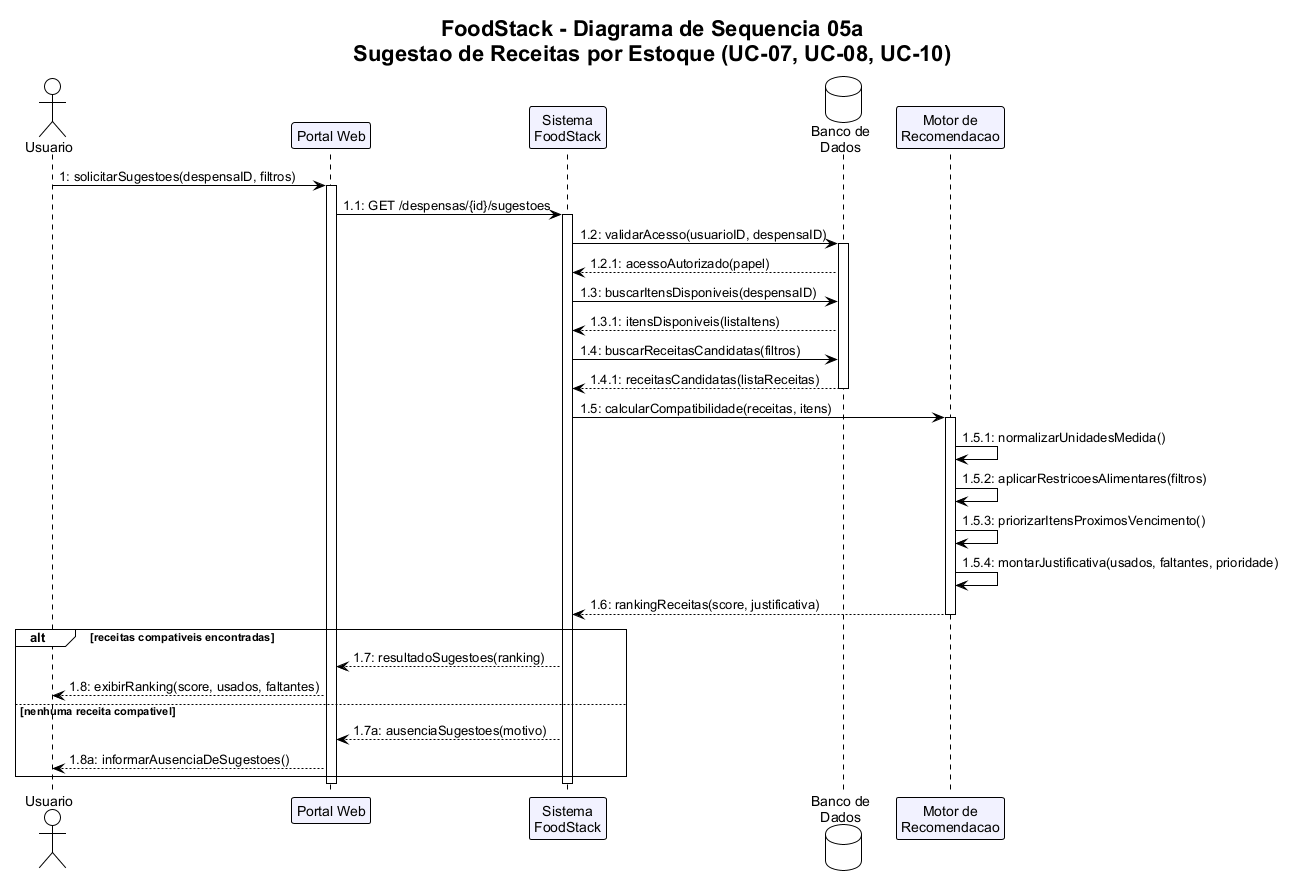 FoodStack - Diagrama de Sequencia 05a
Sugestao de Receitas por Estoque (UC-07, UC-08, UC-10)
Usuario
Portal Web
Sistema
FoodStack
Banco de
Dados
Motor de
Recomendacao
1: solicitarSugestoes(despensaID, filtros)
1.1: GET /despensas/{id}/sugestoes
1.2: validarAcesso(usuarioID, despensaID)
1.2.1: acessoAutorizado(papel)
1.3: buscarItensDisponiveis(despensaID)
1.3.1: itensDisponiveis(listaItens)
1.4: buscarReceitasCandidatas(filtros)
1.4.1: receitasCandidatas(listaReceitas)
1.5: calcularCompatibilidade(receitas, itens)
1.5.1: normalizarUnidadesMedida()
1.5.2: aplicarRestricoesAlimentares(filtros)
1.5.3: priorizarItensProximosVencimento()
1.5.4: montarJustificativa(usados, faltantes, prioridade)
1.6: rankingReceitas(score, justificativa)
alt [receitas compativeis encontradas]
1.7: resultadoSugestoes(ranking)
1.8: exibirRanking(score, usados, faltantes)
[nenhuma receita compativel]
1.7a: ausenciaSugestoes(motivo)
1.8a: informarAusenciaDeSugestoes()
Usuario
Portal Web
Sistema
FoodStack
Banco de
Dados
Motor de
Recomendacao